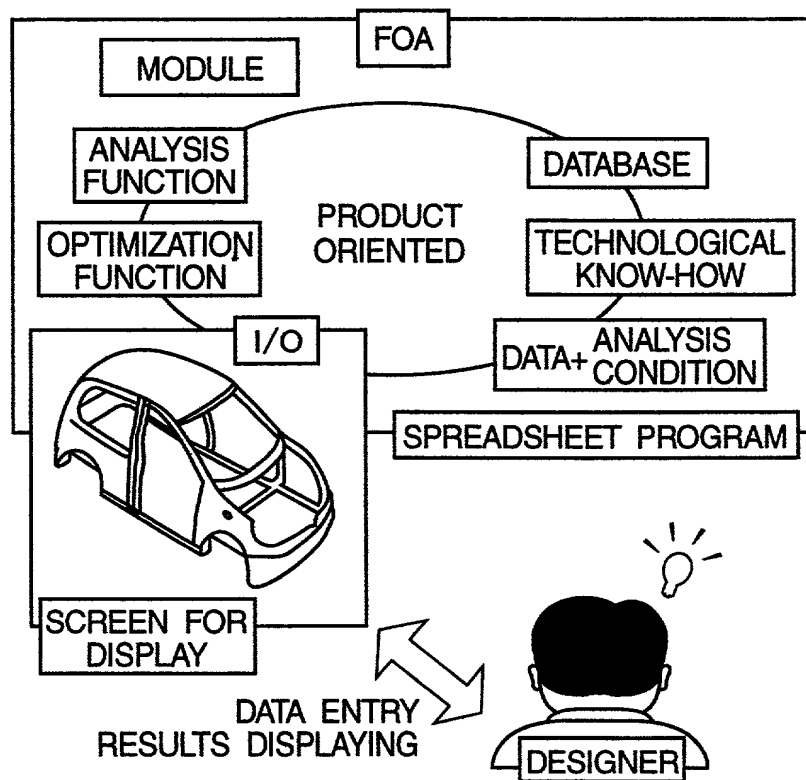 FOA
MODULE
ANALYSIS
FUNCTION
DATABASE
PRODUCT
ORIENTED
OPTIMIZATION
FUNCTION
TECHNOLOGICAL
KNOW-HOW
I/O
DATA+ ANALYSIS
CONDITION
SPREADSHEET PROGRAM
SCREEN FOR
DISPLAY
DATA ENTRY
RESULTS DISPLAYING
DESIGNER